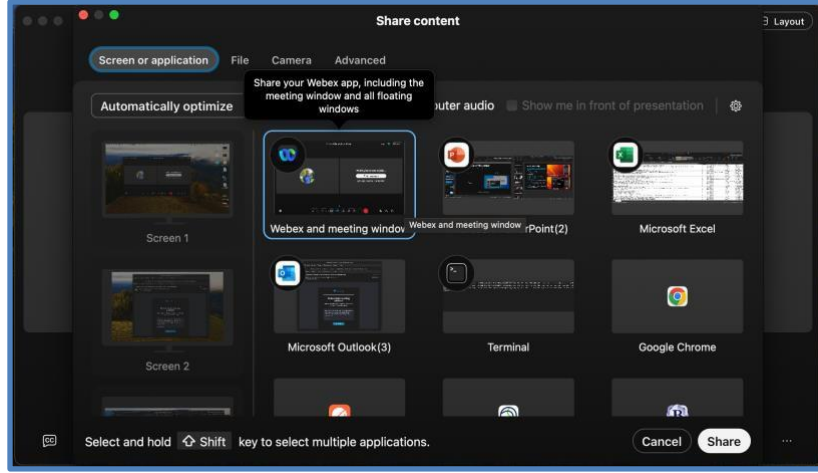 Share content
Layout
Screen or application
File
Camera
Advanced
Share your Webex app, including the
meeting window and all floating
windows
Automatically optimize
outer audio
Show me in front of presentation
Screen 1
Webex and meeting window
Webex and meeting window
rPoint(2)
Microsoft Excel
Screen 2
Microsoft Outlook(3)
Terminal
Google Chrome
Select and hold Shift key to select multiple applications.
Cancel
Share